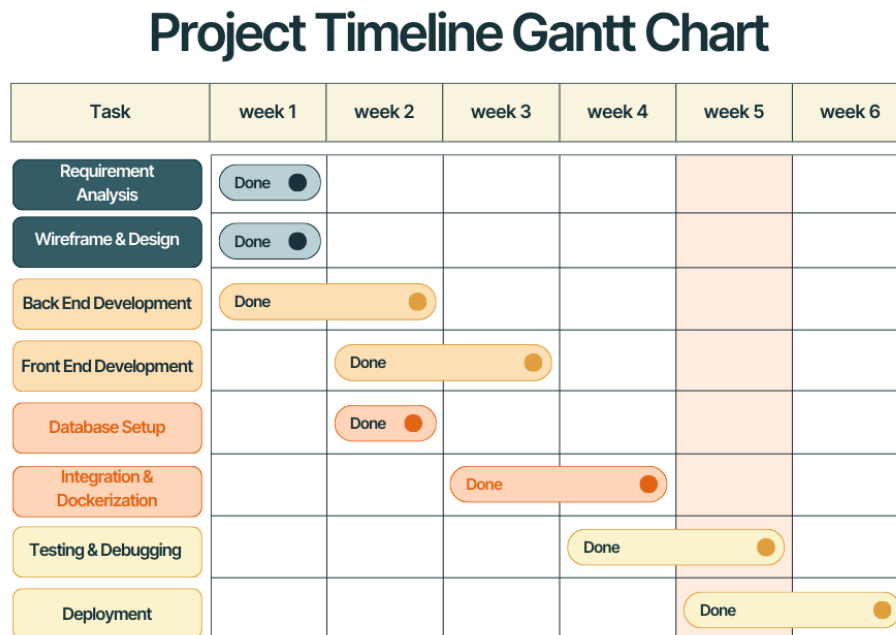 Project Timeline Gantt Chart
Task week 1 week 2 week 3 week 4 week 5 week 6
Requirement
Analysis
Done
Wireframe & Design
Done
Back End Development
Done
Front End Development
Done
Database Setup
Done
Integration &
Dockerization
Done
Testing & Debugging
Done
Deployment
Done